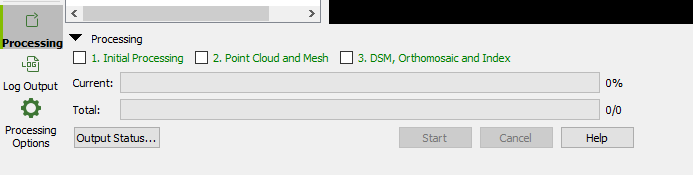 Processing
Log Output
Processing Options
Processing
1. Initial Processing 2. Point Cloud and Mesh 3. DSM, Orthomosaic and Index
Current: 0%
Total: 0/0
Output Status... Start Cancel Help
LOG